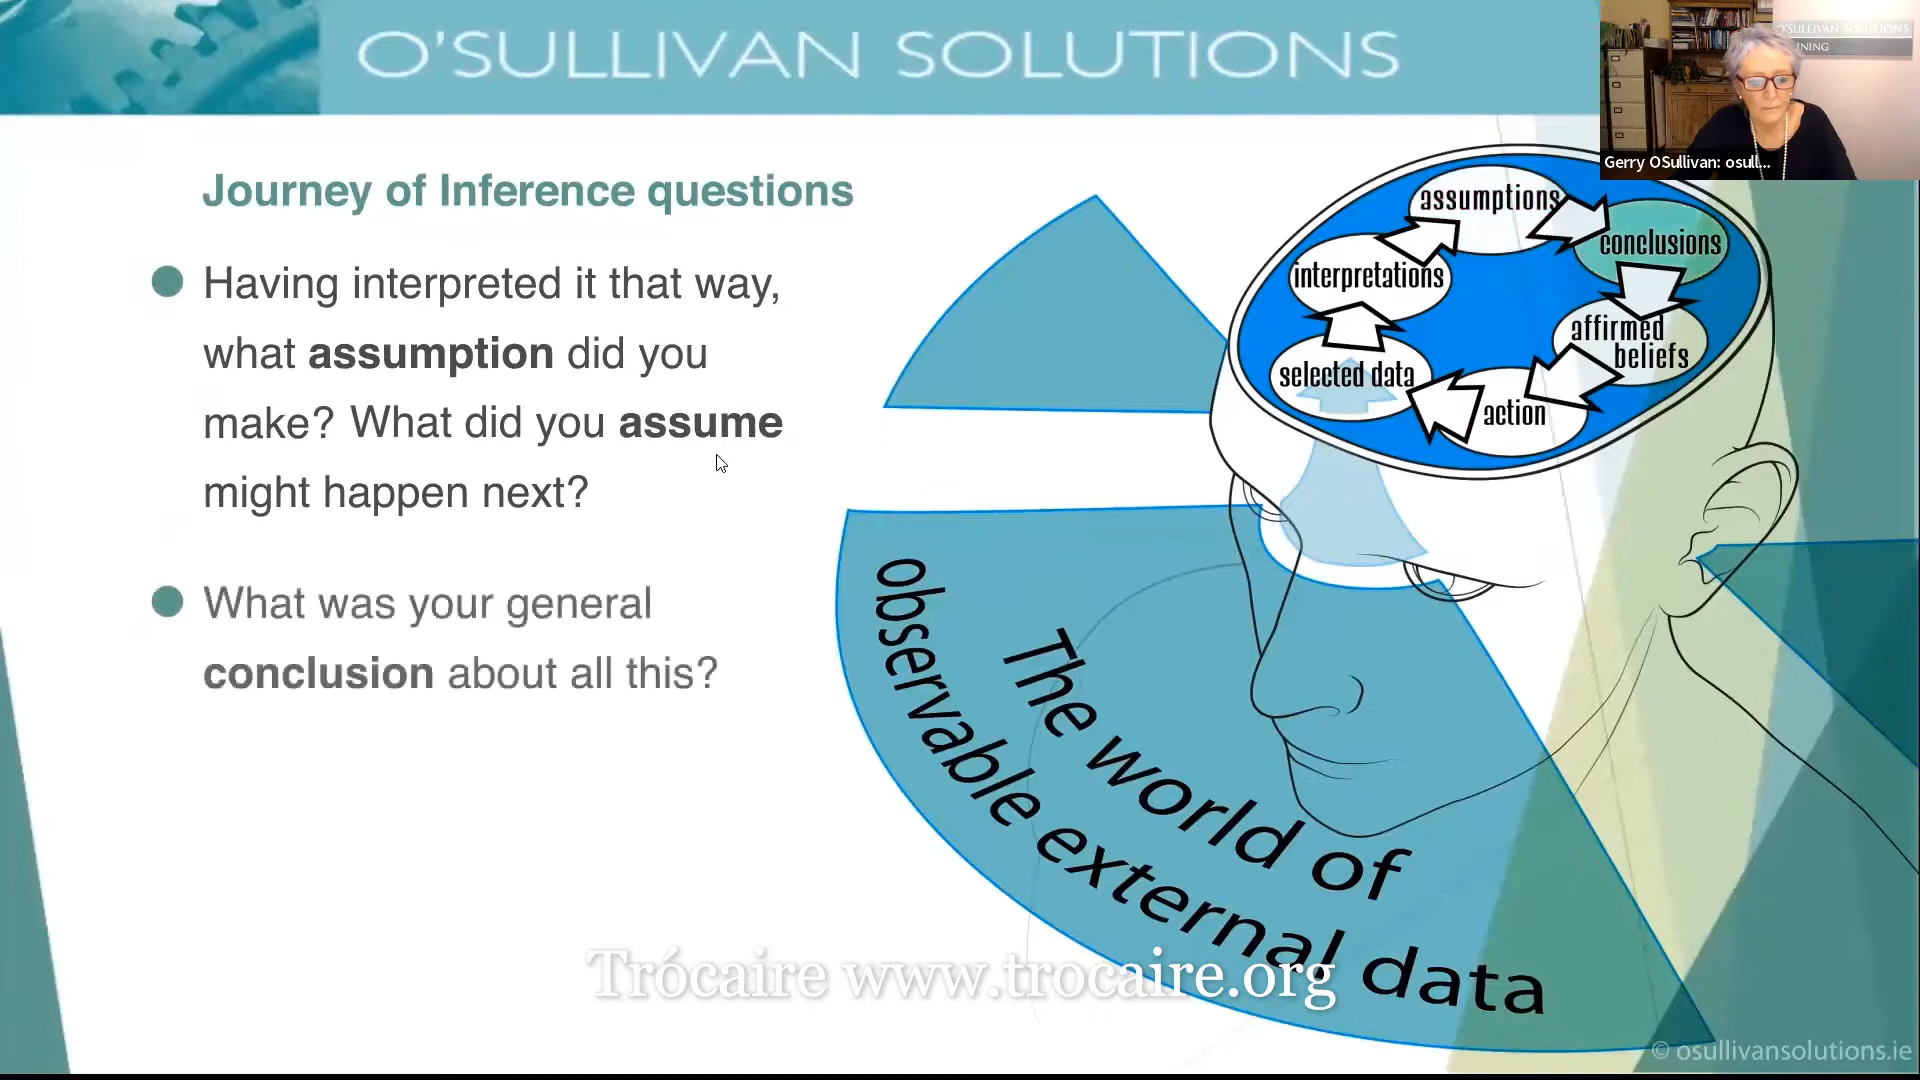 O'SULLIVAN SOLUTIONS
O'SULLIVAN SOLUTIONS
Gerry OSullivan: osull...
Journey of Inference questions
Having interpreted it that way,
what assumption did you
make? What did you assume
might happen next?
What was your general
conclusion about all this?
assumptions
conclusions
interpretations
affirmed
beliefs
selected data
action
The world of
observable external data
Trócaire www.trocaire.org
© osullivansolutions.ie